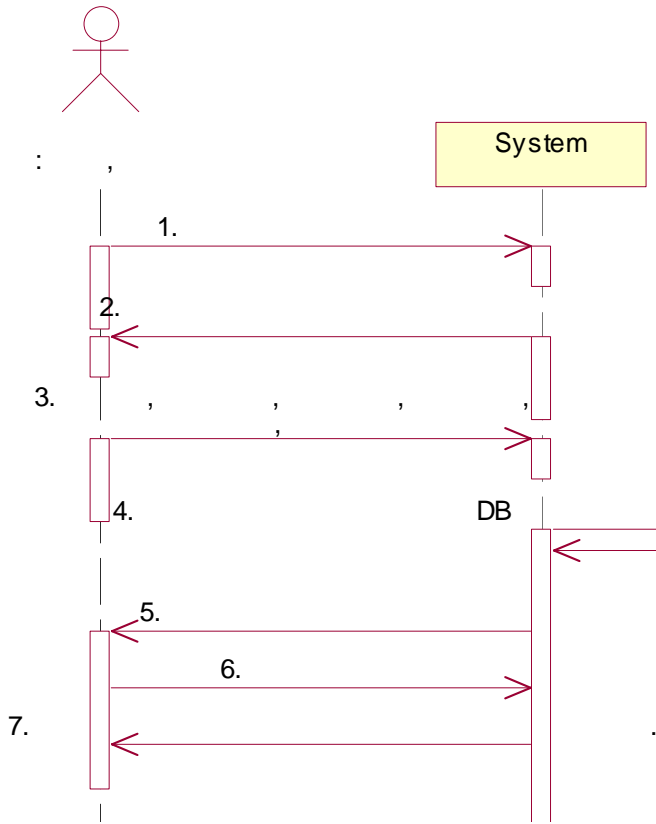 System
: ,
1.
2.
3. , , , ,
,
4. DB
5.
6.
7. .